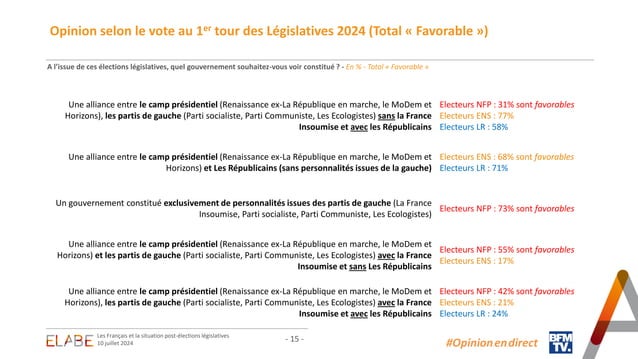 Opinion selon le vote au 1er tour des Législatives 2024 (Total « Favorable »)
A l'issue de ces élections législatives, quel gouvernement souhaitez-vous voir constitué ? - En % - Total « Favorable «
Une alliance entre le camp présidentiel (Renaissance ex-La République en marche, le MoDem et
Horizons), les partis de gauche (Parti socialiste, Parti Communiste, Les Ecologistes) sans la France
Insoumise et avec les Républicains
Electeurs NFP : 31% sont favorables
Electeurs ENS : 77%
Electeurs LR : 58%
Une alliance entre le camp présidentiel (Renaissance ex-La République en marche, le MoDem et
Horizons) et Les Républicains (sans personnalités issues de la gauche)
Electeurs ENS : 68% sont favorables
Electeurs LR : 71%
Un gouvernement constitué exclusivement de personnalités issues des partis de gauche (La France
Insoumise, Parti socialiste, Parti Communiste, Les Ecologistes)
Electeurs NFP : 73% sont favorables
Une alliance entre le camp présidentiel (Renaissance ex-La République en marche, le MoDem et
Horizons) et les partis de gauche (Parti socialiste, Parti Communiste, Les Ecologistes) avec la France
Insoumise et sans Les Républicains
Electeurs NFP : 55% sont favorables
Electeurs ENS : 17%
Une alliance entre le camp présidentiel (Renaissance ex-La République en marche, le MoDem et
Horizons), les partis de gauche (Parti socialiste, Parti Communiste, Les Ecologistes) avec la France
Insoumise et avec les Républicains
Electeurs NFP : 42% sont favorables
Electeurs ENS : 21%
Electeurs LR : 24%
ELABE
Les Français et la situation post-élections législatives
10 juillet 2024
- 15 -
#Opinionendirect
BFM
TV.